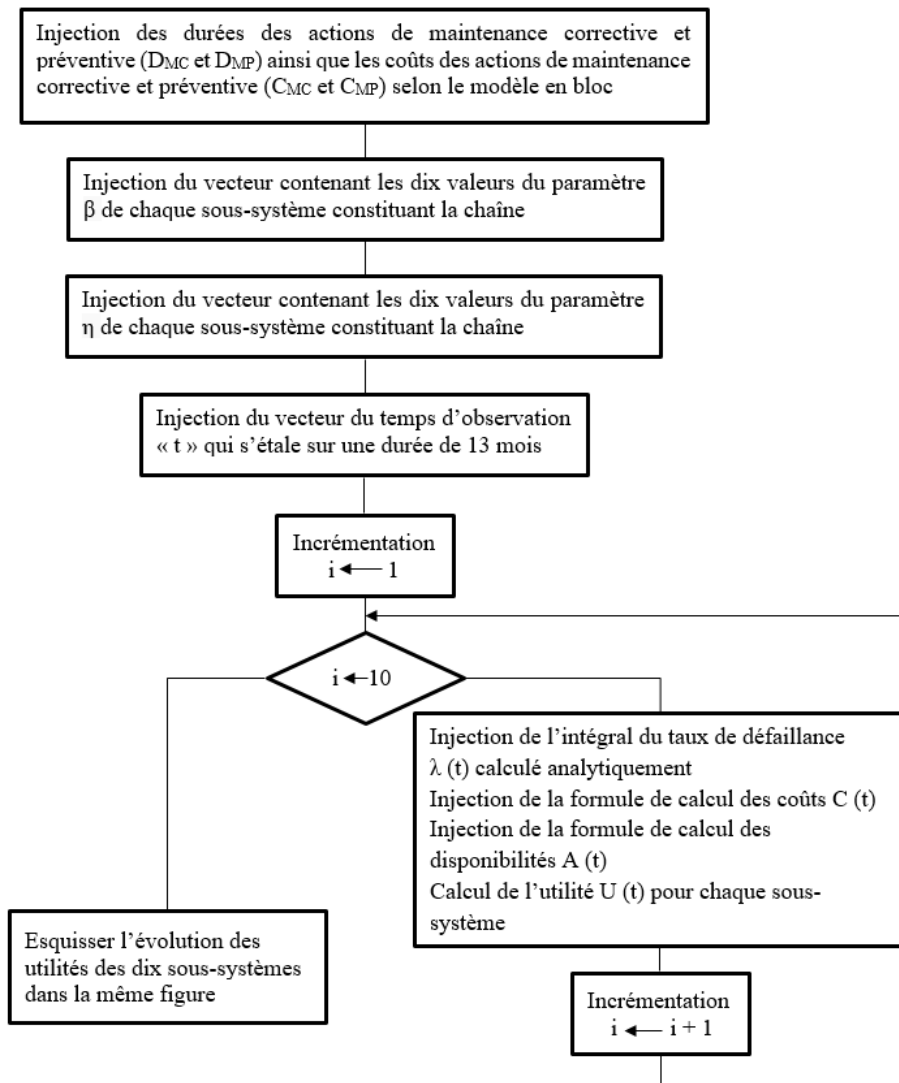 Injection des durées des actions de maintenance corrective et
préventive (DMC et DMP) ainsi que les coûts des actions de maintenance
corrective et préventive (CMC et CMP) selon le modèle en bloc
Injection du vecteur contenant les dix valeurs du paramètre
β de chaque sous-système constituant la chaîne
Injection du vecteur contenant les dix valeurs du paramètre
η de chaque sous-système constituant la chaîne
Injection du vecteur du temps d’observation
« t » qui s’étale sur une durée de 13 mois
Incrémentation
i ← 1
i ← 10
Injection de l’intégral du taux de défaillance
λ (t) calculé analytiquement
Injection de la formule de calcul des coûts C (t)
Injection de la formule de calcul des
disponibilités A (t)
Calcul de l’utilité U (t) pour chaque sous-
système
Esquisser l’évolution des
utilités des dix sous-systèmes
dans la même figure
Incrémentation
i ← i + 1